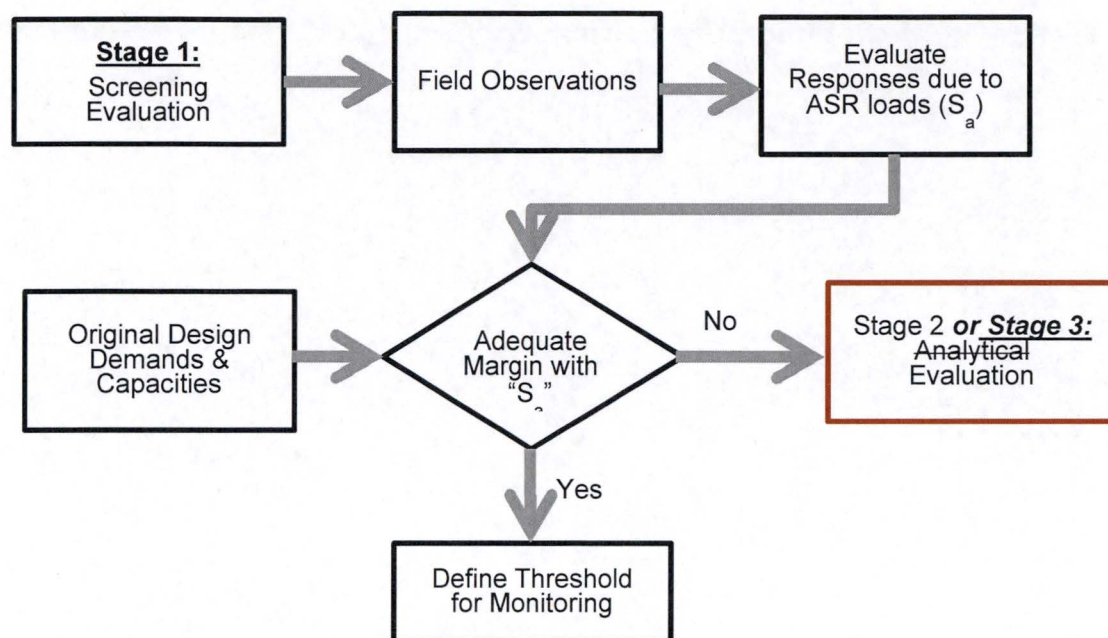 Stage 1:
Screening
Evaluation
Field Observations
Evaluate
Responses due to
ASR loads (Sa)
Original Design
Demands &
Capacities
Adequate
Margin with
“Sa”
No
Stage 2 or Stage 3:
Analytical
Evaluation
Yes
Define Threshold
for Monitoring